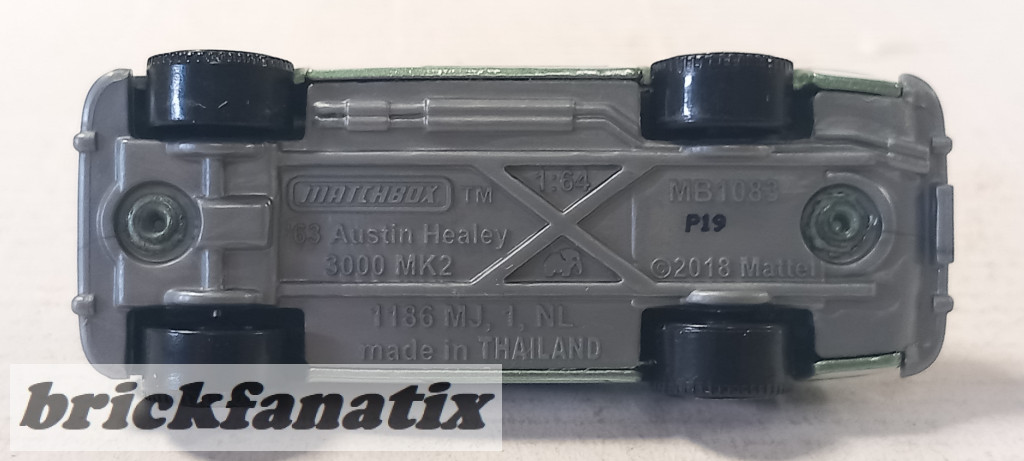 MATCHBOX TM
1:64
MB1083
P19
'63 Austin Healey
3000 MK2
©2018 Mattel
1186 MJ, 1, NL
made in THAILAND
brickfanatix